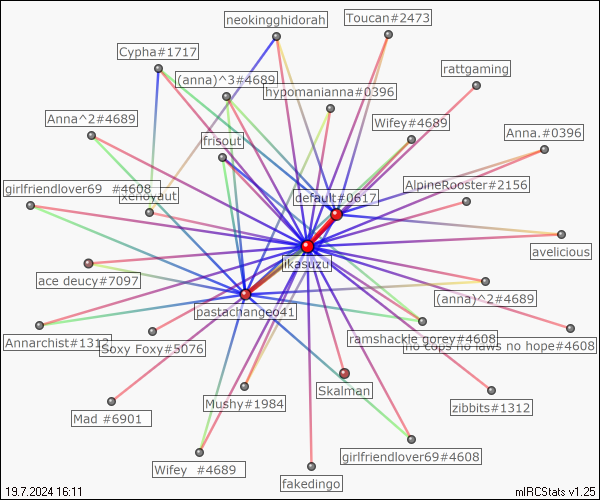 neokingghidorah
Toucan#2473
Cypha#1717
rattgaming
(anna)^3#4689
hypomanianna#0396
Anna^2#4689
Wifey#4689
Anna.#0396
frisout
girlfriendlover69 #4608
xenoyaut
default#0617
AlpineRooster#2156
avelicious
jikasuzu
ace deucy#7097
(anna)^2#4689
pastachangeo41
Annarchist#1312
Soxy Foxy#5076
ramshackle gorey#4608
no cops no laws no hope#4608
Skalman
Mushy#1984
zibbits#1312
Mad #6901
girlfriendlover69#4608
Wifey #4689
fakedingo
19.7.2024 16:11
mIRCStats v1.25